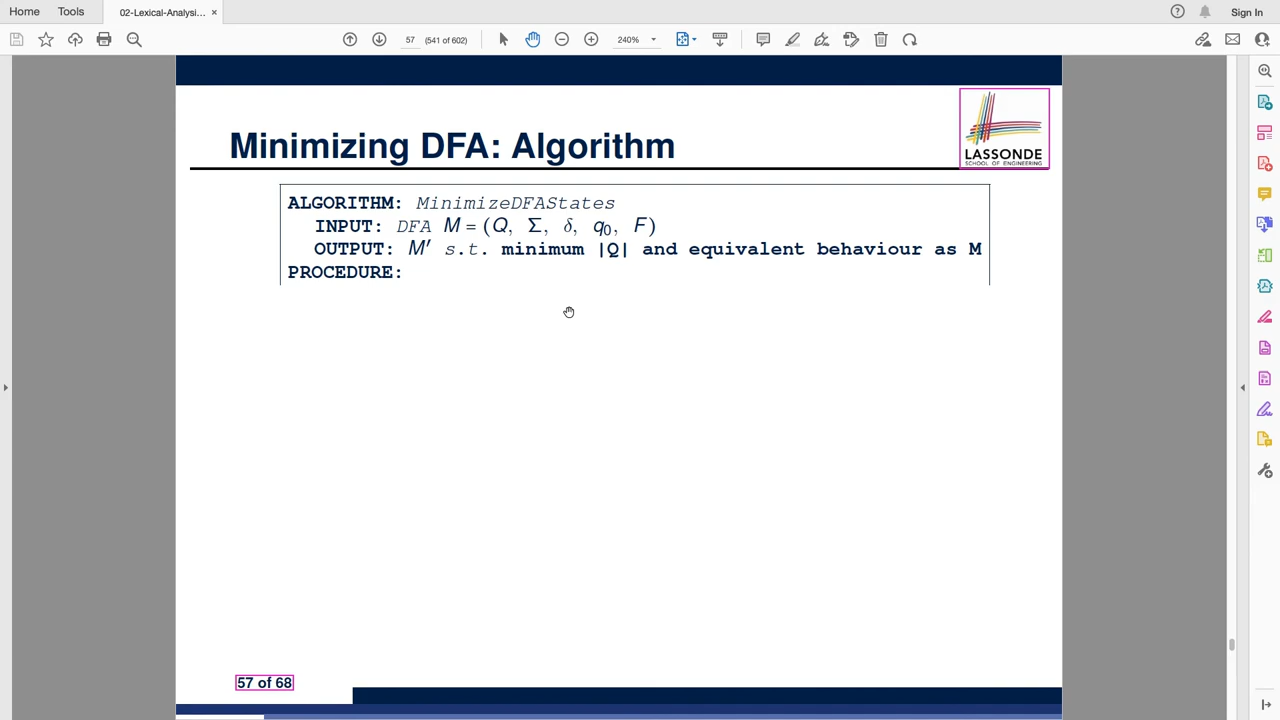 Home
Tools
02-Lexical-Analysi...
Sign In
57
(541 of 602)
240%
LASSONDE
SCHOOL OF ENGINEERING
Minimizing DFA: Algorithm
ALGORITHM: MinimizeDFAStates
INPUT: DFA M = (Q, Σ, δ, q₀, F)
OUTPUT: M′ s.t. minimum |Q| and equivalent behaviour as M
PROCEDURE:
57 of 68